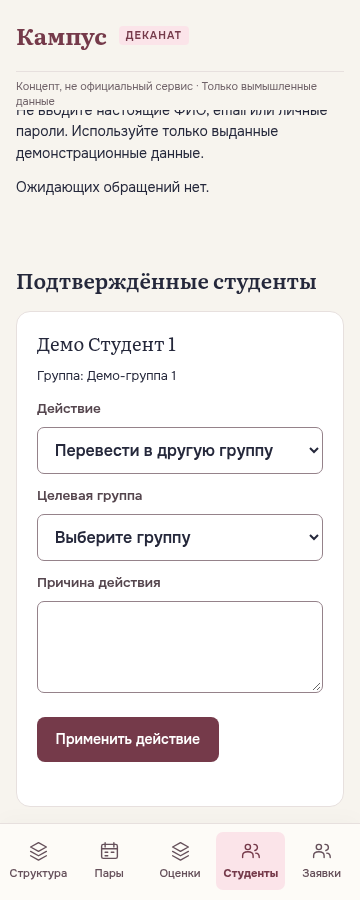 Кампус
ДЕКАНАТ
Концепт, не официальный сервис · Только вымышленные
данные
Не вводите настоящие ФИО, email или личные
пароли. Используйте только выданные
демонстрационные данные.
Ожидающих обращений нет.
Подтверждённые студенты
Демо Студент 1
Группа: Демо-группа 1
Действие
Перевести в другую группу
Целевая группа
Выберите группу
Причина действия
Применить действие
Структура
Пары
Оценки
Студенты
Заявки